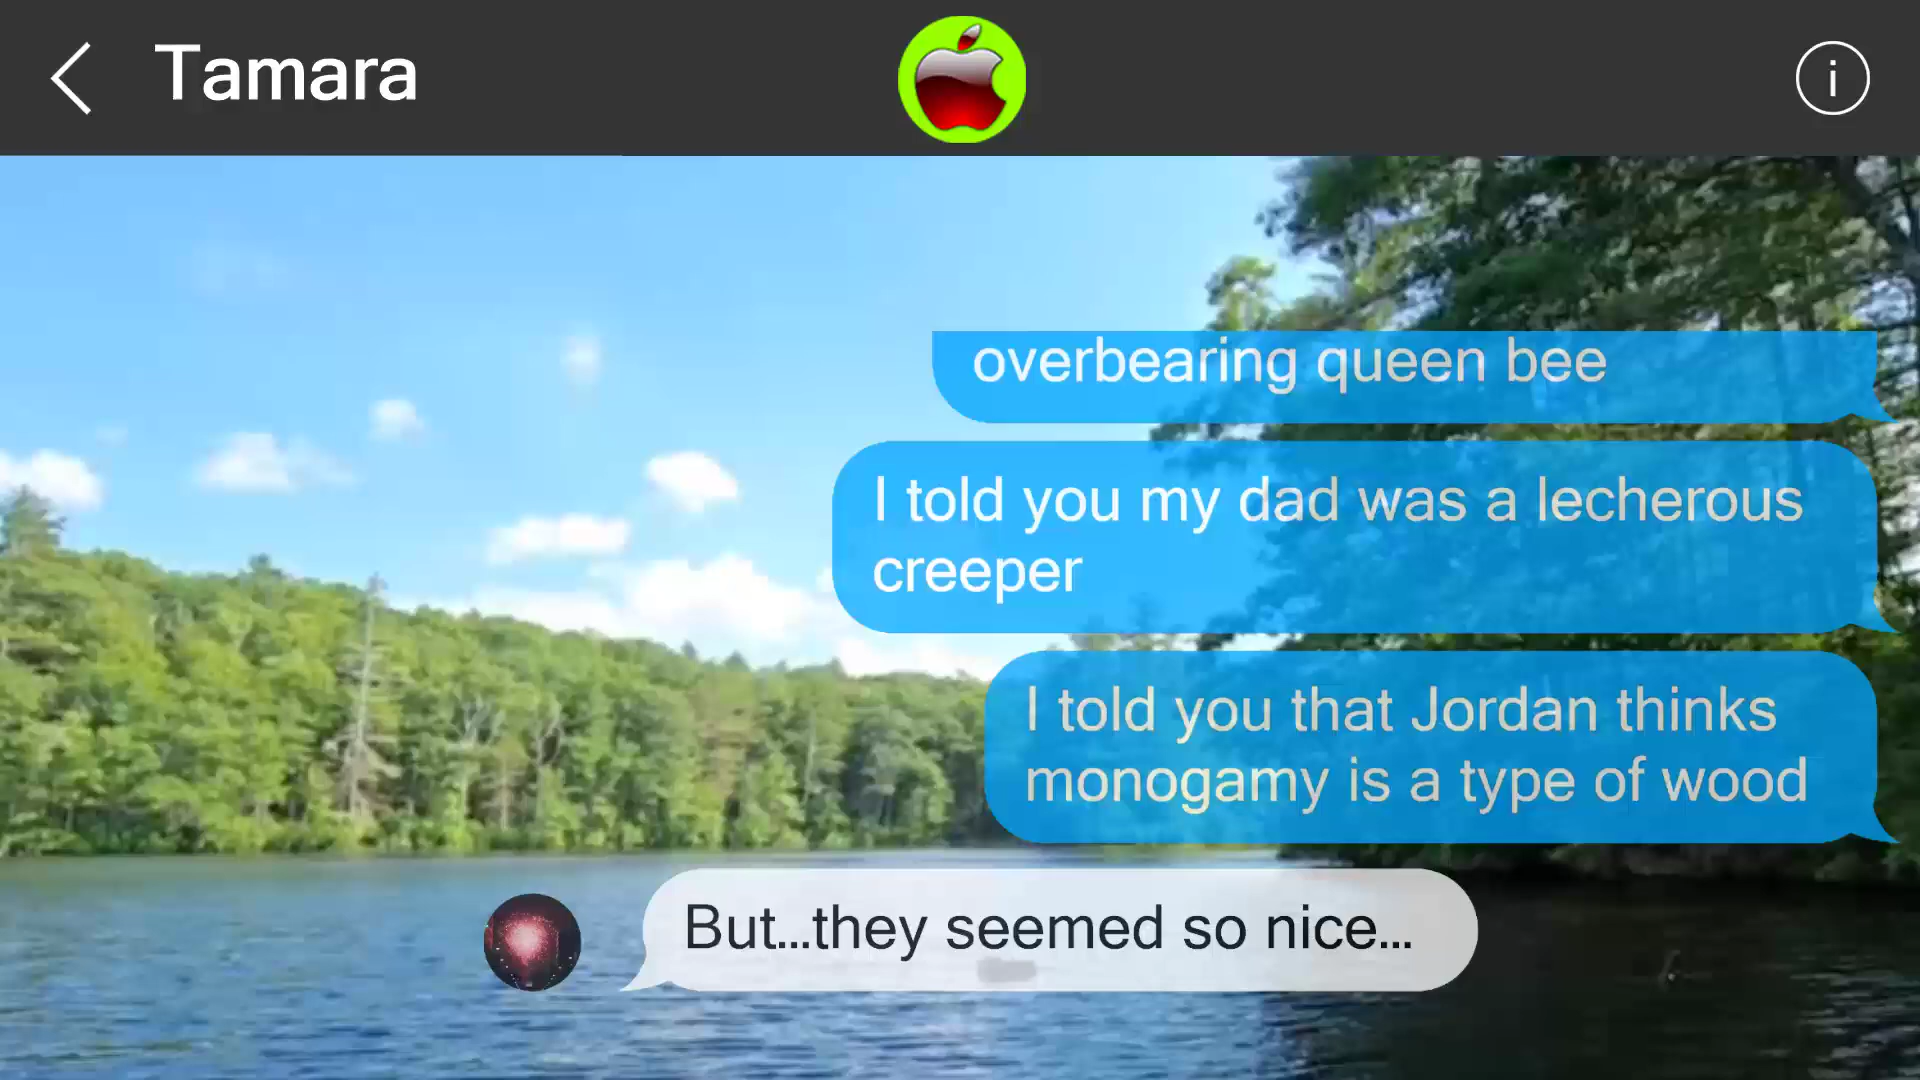 Tamara
i
overbearing queen bee
I told you my dad was a lecherous
creeper
I told you that Jordan thinks
monogamy is a type of wood
But...they seemed so nice...